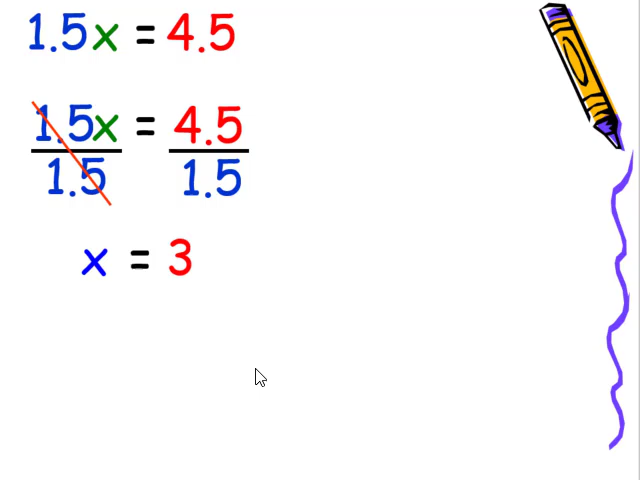 1.5x = 4.5
1.5x = 4.5
1.5 1.5
x = 3